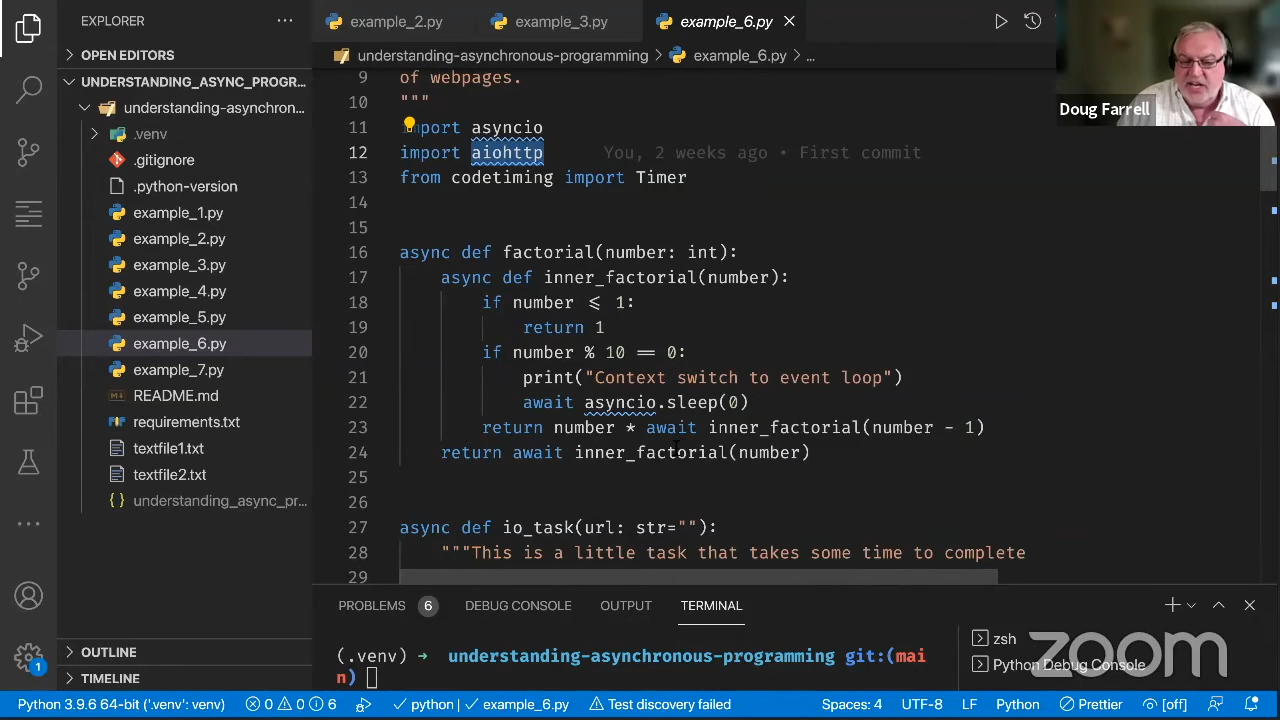 EXPLORER
OPEN EDITORS
UNDERSTANDING_ASYNC_PROGR...
understanding-asynchron...
.venv
.gitignore
.python-version
example_1.py
example_2.py
example_3.py
example_4.py
example_5.py
example_6.py
example_7.py
README.md
requirements.txt
textfile1.txt
textfile2.txt
understanding_async_pr...
OUTLINE
TIMELINE
example_2.py example_3.py example_6.py
understanding-asynchronous-programming > example_6.py > ...
9 of webpages.
10 """
11 import asyncio
12 import aiohttp You, 2 weeks ago • First commit
13 from codetiming import Timer
14
15
16 async def factorial(number: int):
17 async def inner_factorial(number):
18 if number <= 1:
19 return 1
20 if number % 10 == 0:
21 print("Context switch to event loop")
22 await asyncio.sleep(0)
23 return number * await inner_factorial(number - 1)
24 return await inner_factorial(number)
25
26
27 async def io_task(url: str=""):
28 """This is a little task that takes some time to complete
29
Doug Farrell
PROBLEMS 6 DEBUG CONSOLE OUTPUT TERMINAL
(.venv) → understanding-asynchronous-programming git:(mai
n)
zsh
Python Debug Console
zoom
1
Python 3.9.6 64-bit ('.venv': venv) 0 0 6 python | example_6.py Test discovery failed Spaces: 4 UTF-8 LF Python Prettier [off]